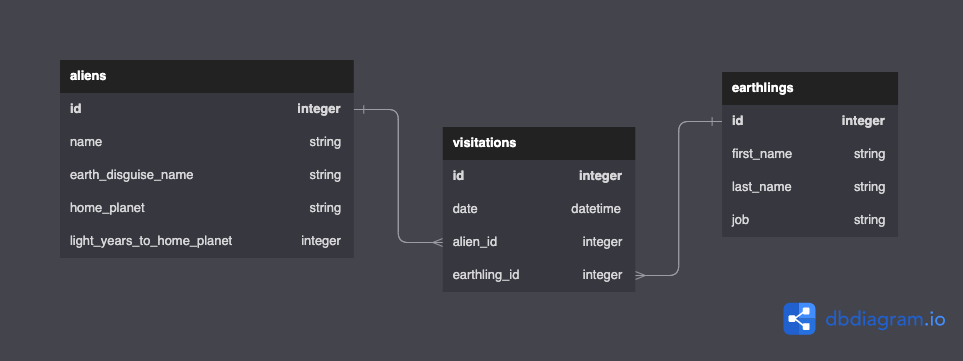 aliens
id integer
name string
earth_disguise_name string
home_planet string
light_years_to_home_planet integer
visitations
id integer
date datetime
alien_id integer
earthling_id integer
earthlings
id integer
first_name string
last_name string
job string
dbdiagram.io